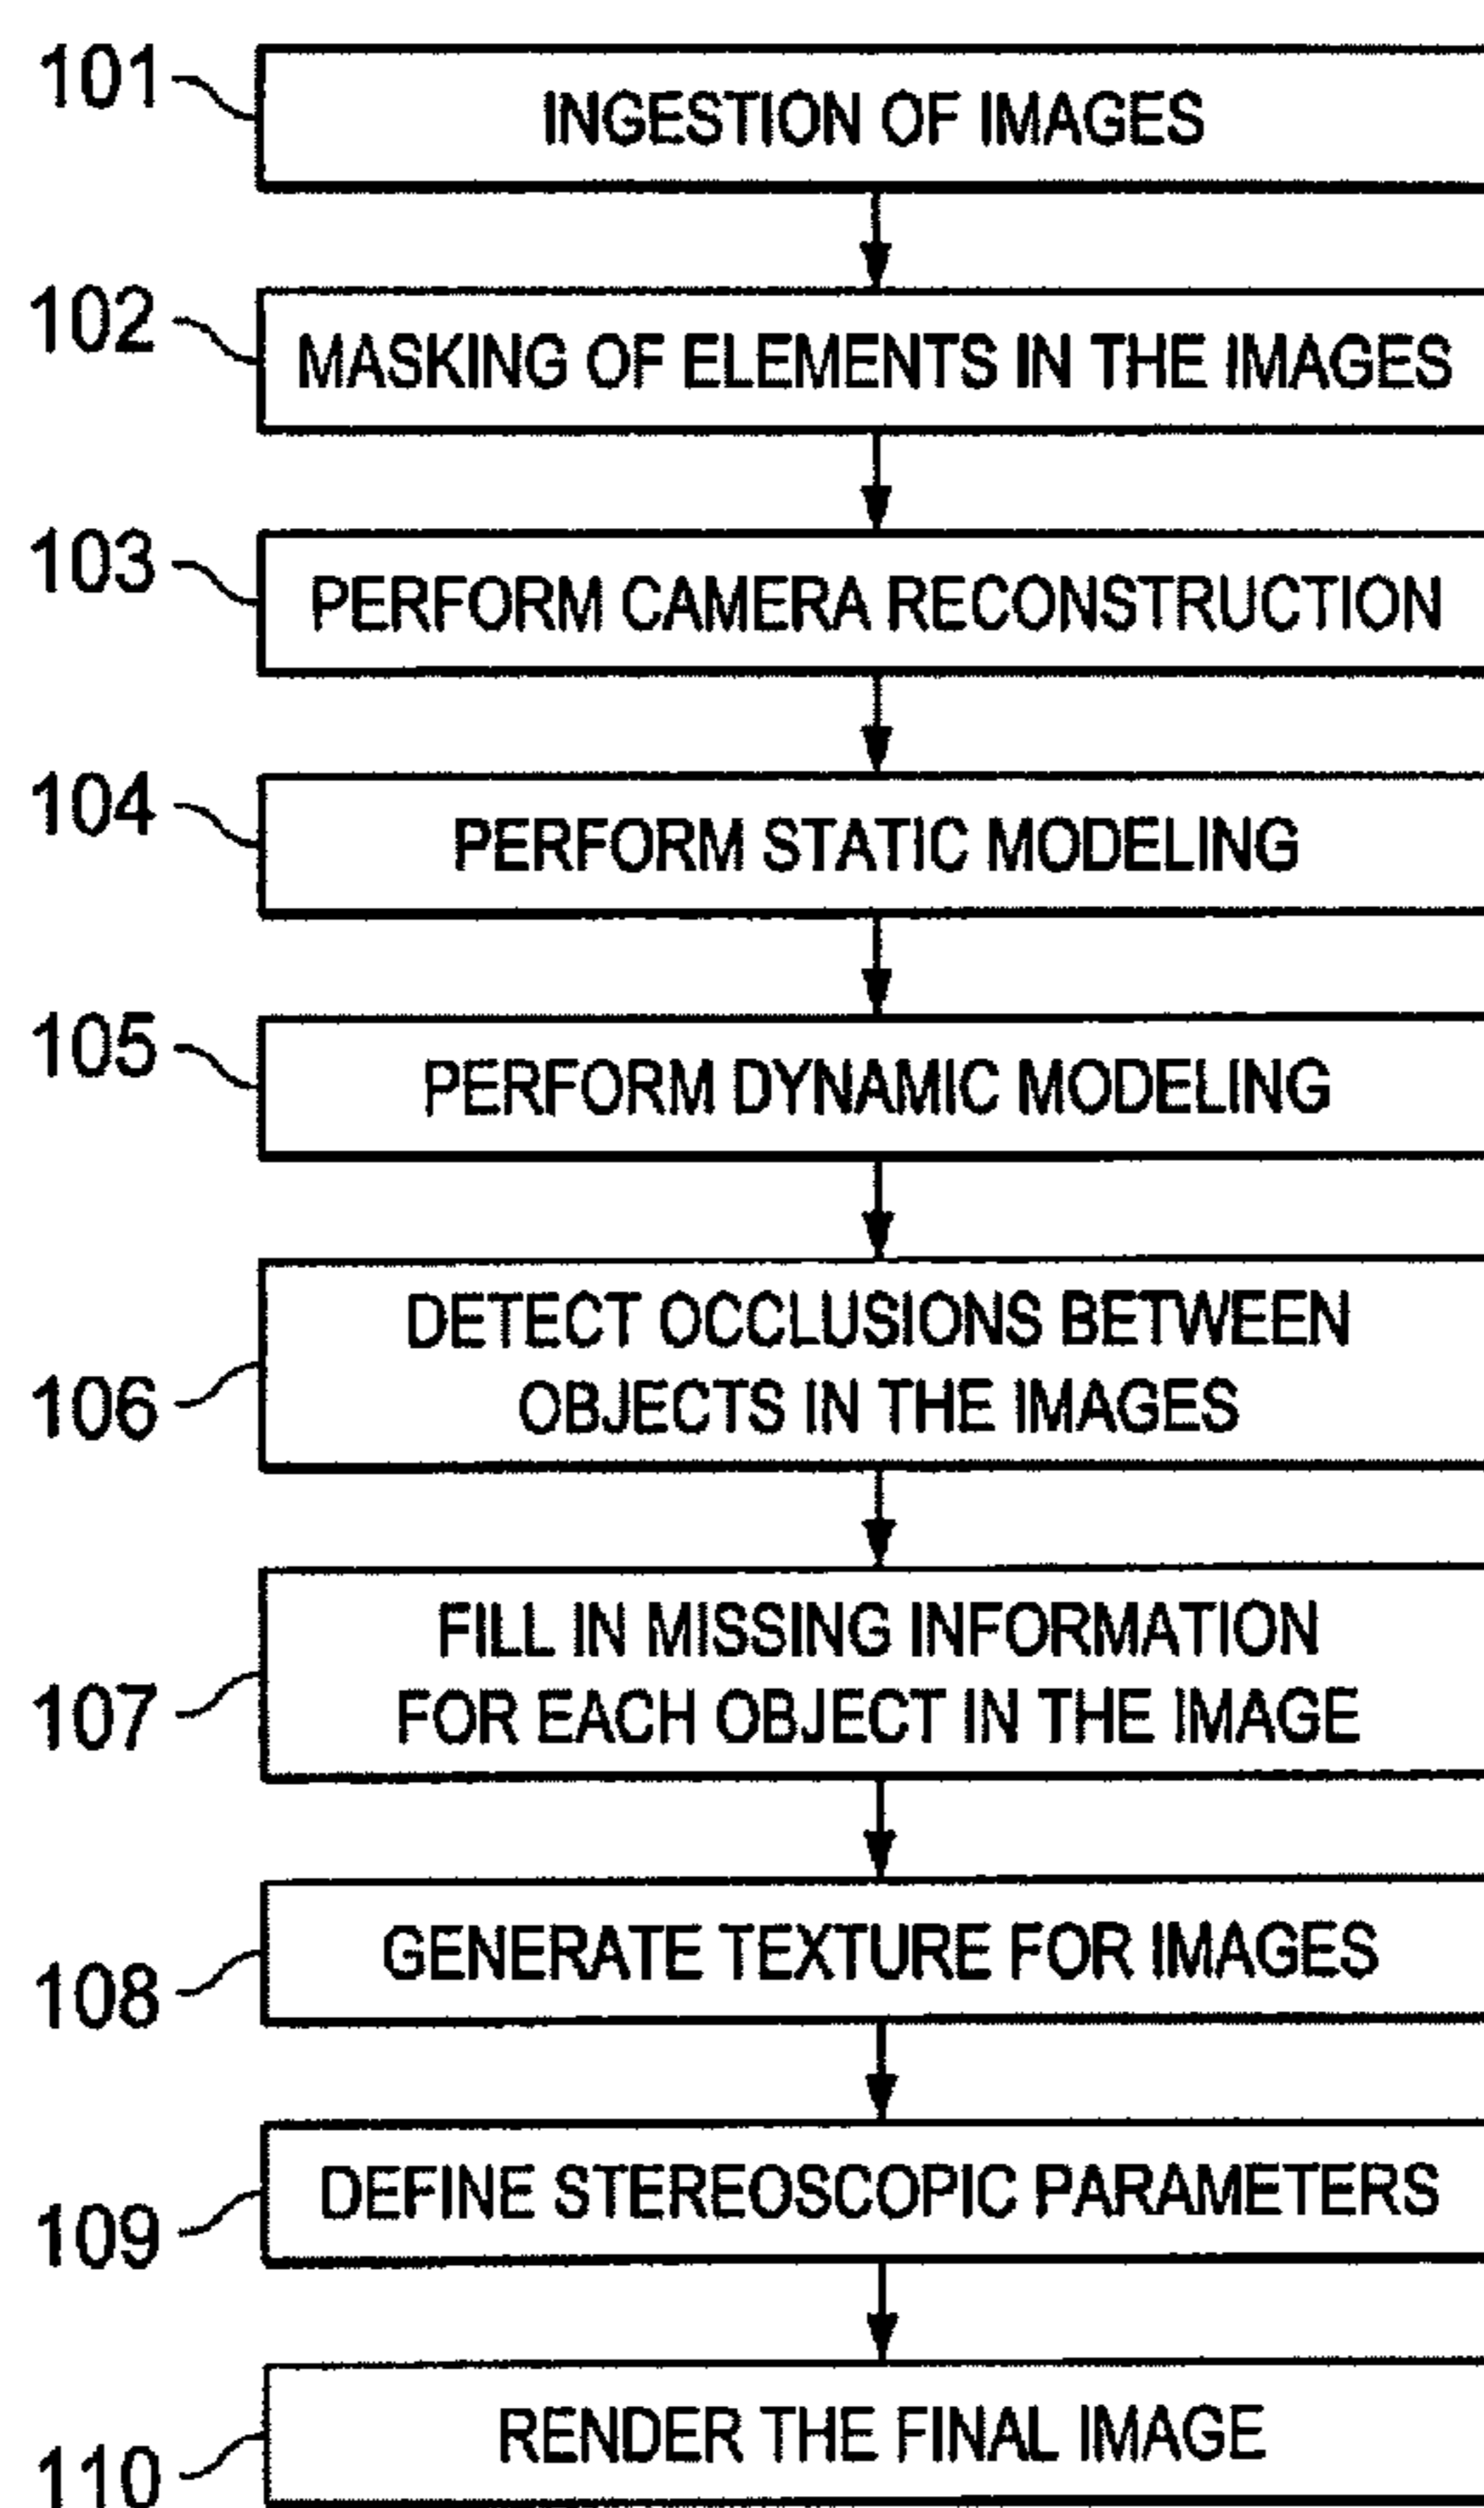 101
INGESTION OF IMAGES
102
MASKING OF ELEMENTS IN THE IMAGES
103
PERFORM CAMERA RECONSTRUCTION
104
PERFORM STATIC MODELING
105
PERFORM DYNAMIC MODELING
106
DETECT OCCLUSIONS BETWEEN
OBJECTS IN THE IMAGES
107
FILL IN MISSING INFORMATION
FOR EACH OBJECT IN THE IMAGE
108
GENERATE TEXTURE FOR IMAGES
109
DEFINE STEREOSCOPIC PARAMETERS
110
RENDER THE FINAL IMAGE